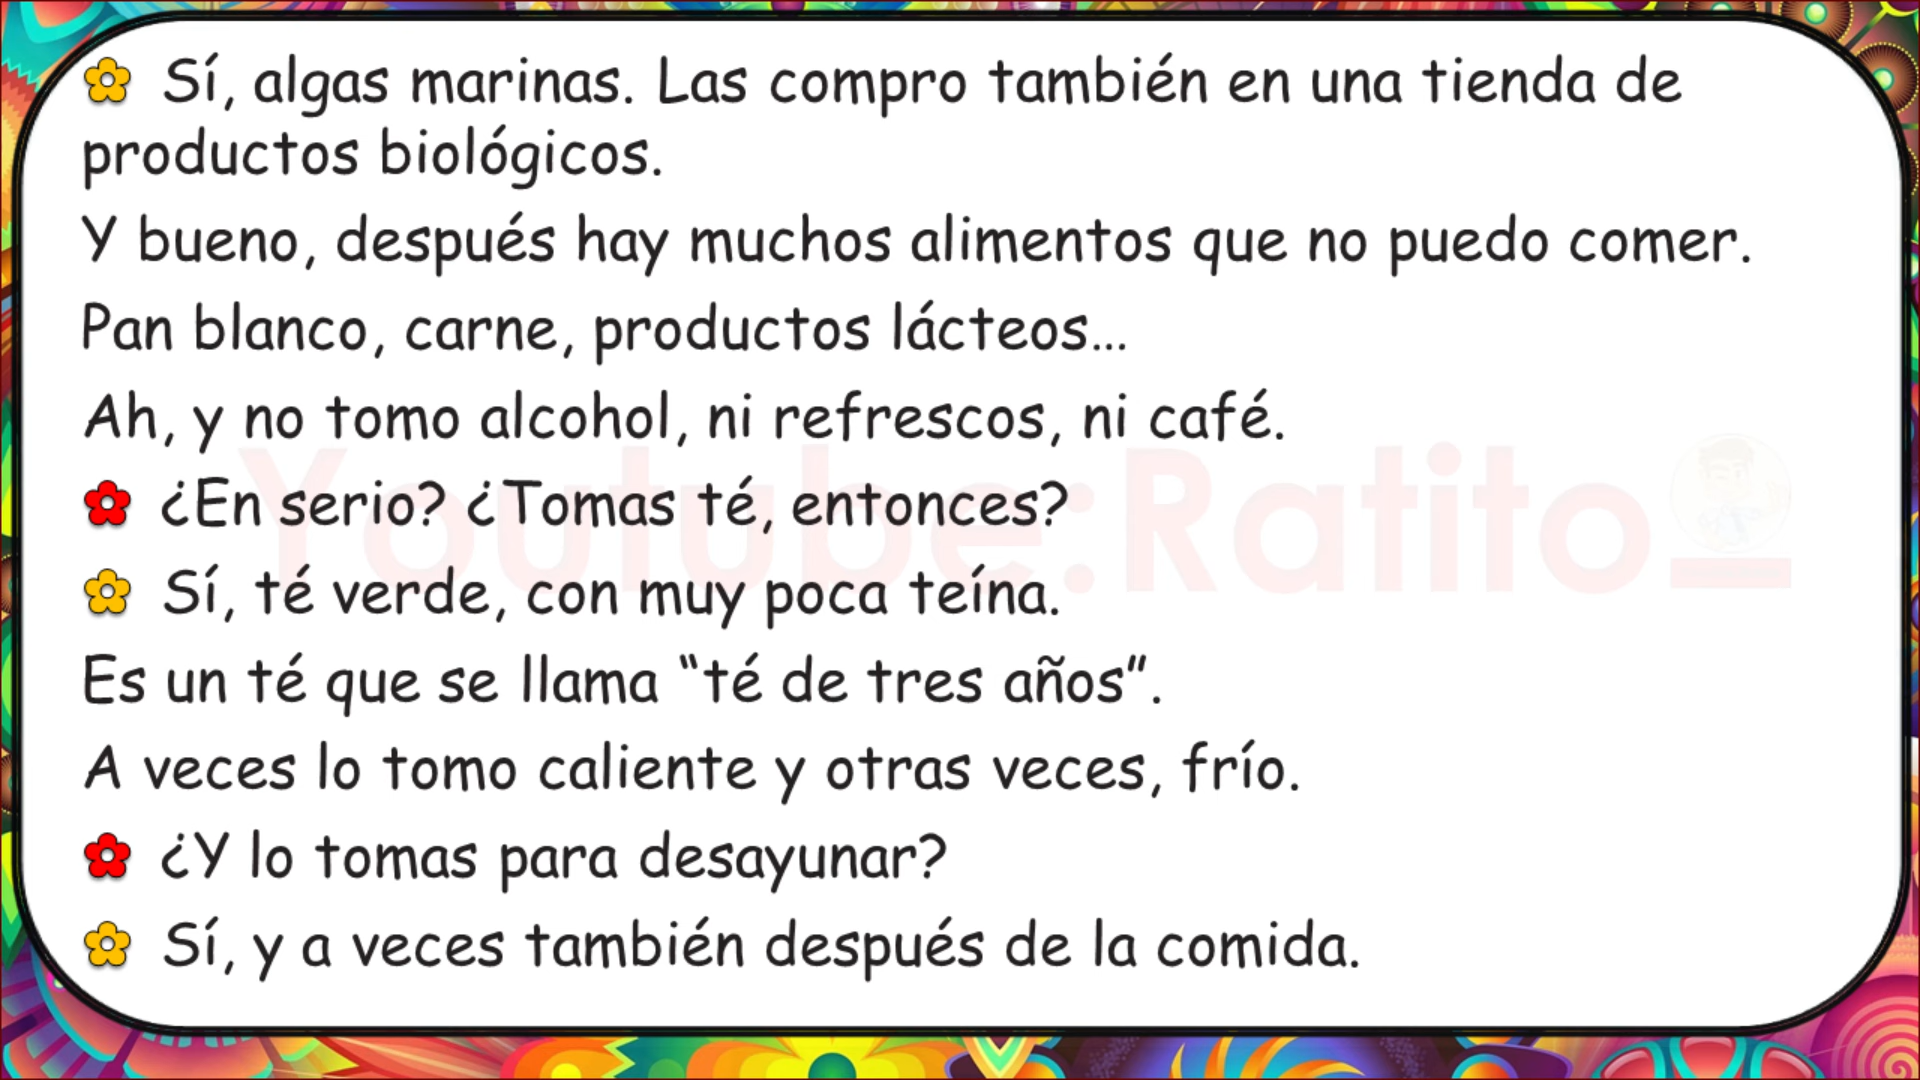 Sí, algas marinas. Las compro también en una tienda de
productos biológicos.
Y bueno, después hay muchos alimentos que no puedo comer.
Pan blanco, carne, productos lácteos...
Ah, y no tomo alcohol, ni refrescos, ni café.
¿En serio? ¿Tomas té, entonces?
Youtube:Ratito
Sí, té verde, con muy poca teína.
Es un té que se llama “té de tres años”.
A veces lo tomo caliente y otras veces, frío.
¿Y lo tomas para desayunar?
Sí, y a veces también después de la comida.